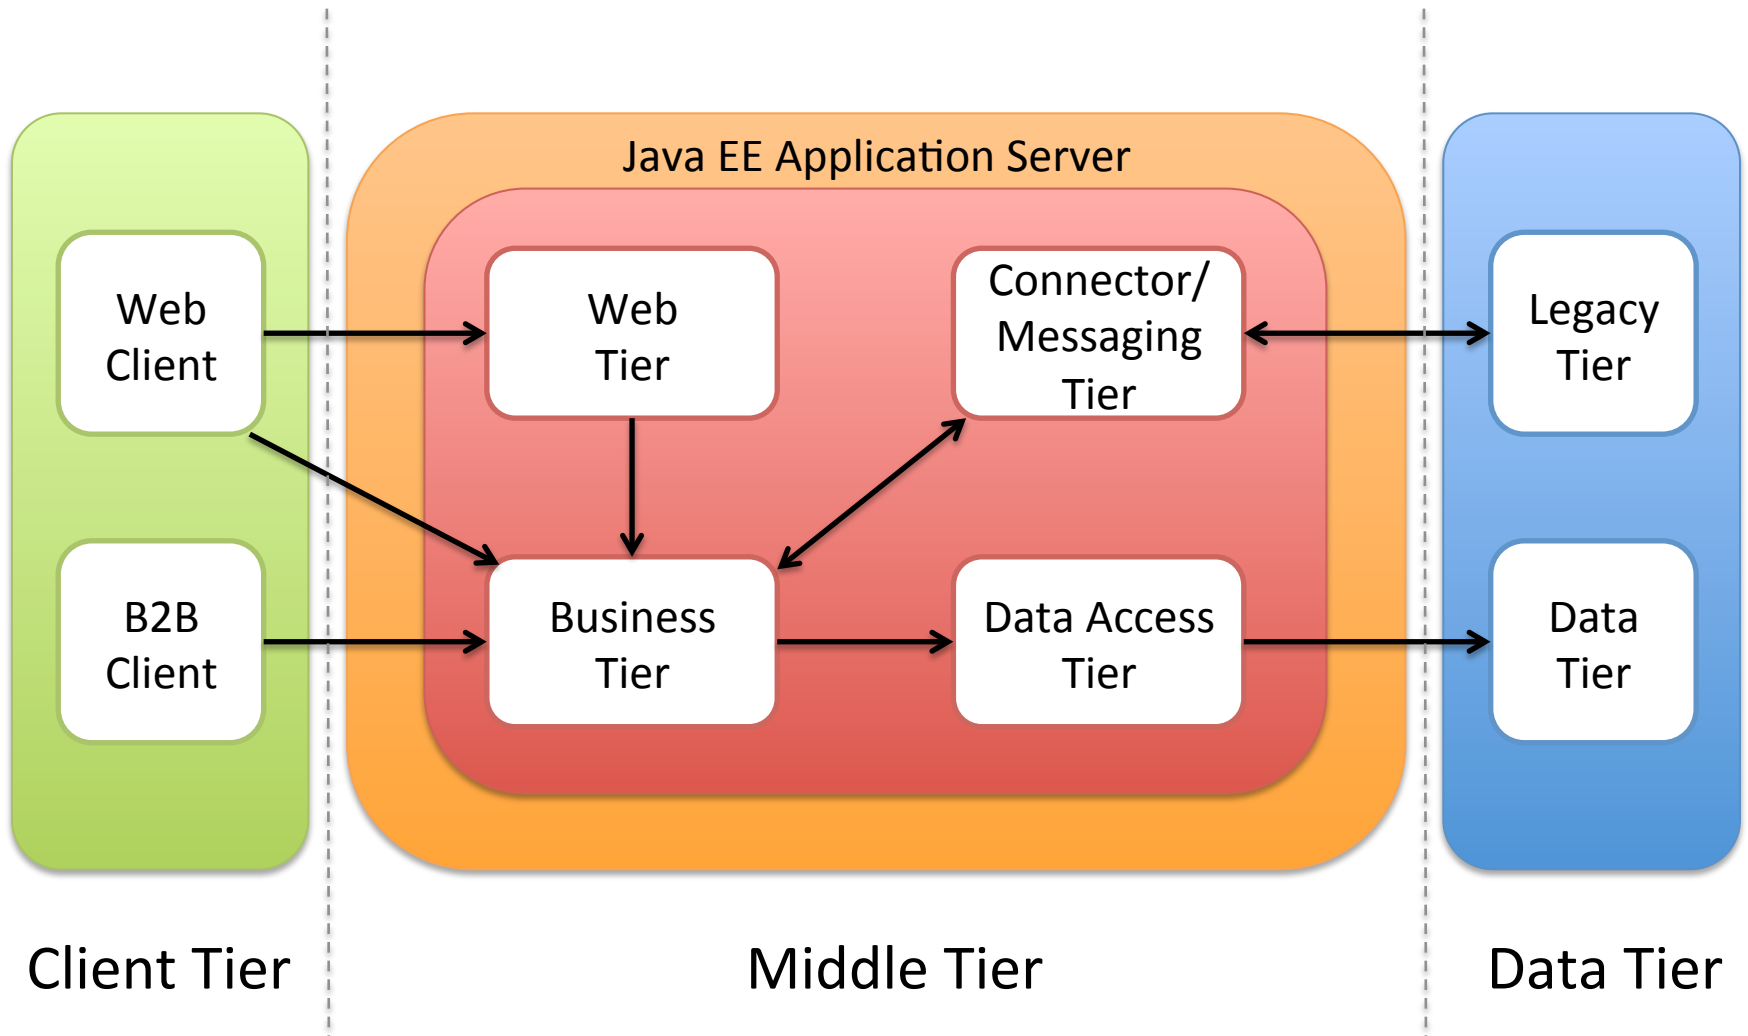 Java EE Application Server
Web
Client
Web
Tier
Connector/
Messaging
Tier
Legacy
Tier
B2B
Client
Business
Tier
Data Access
Tier
Data
Tier
Client Tier
Middle Tier
Data Tier